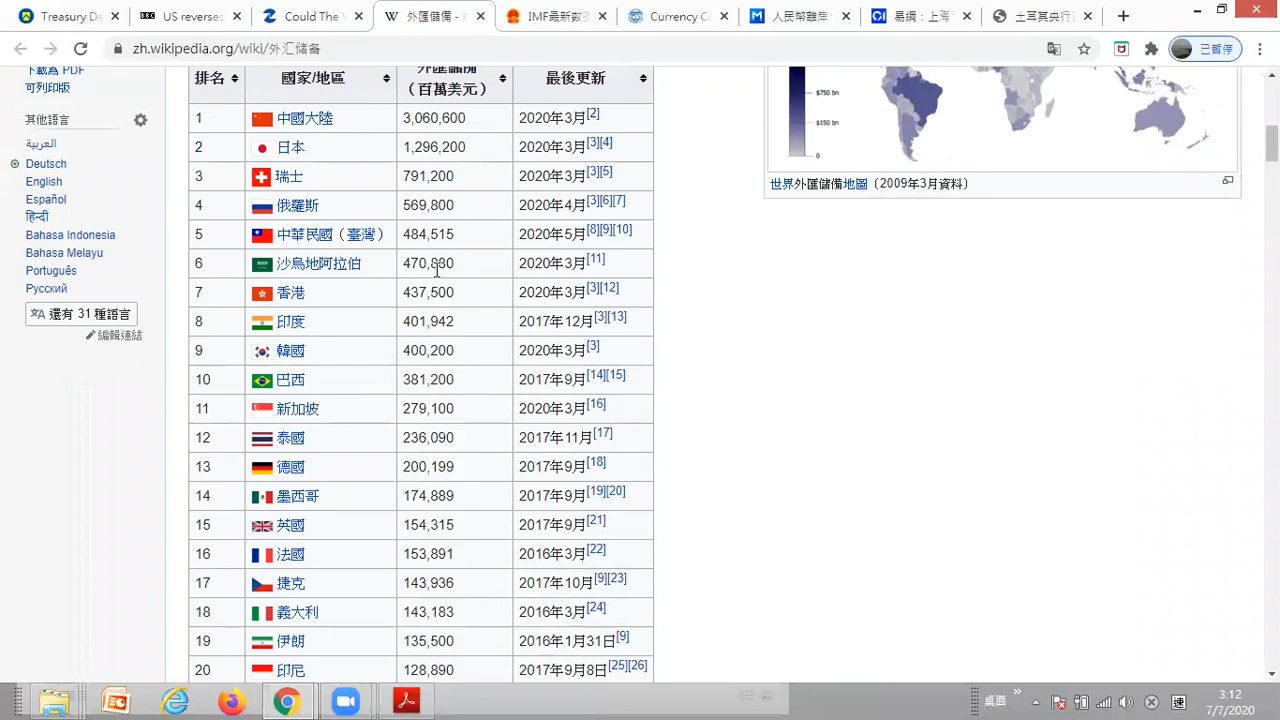 Treasury De
US reversec
Could The Y
外匯儲備 -
IMF最新數
Currency C
人民幣離岸
易綱：上海
土耳其央行
zh.wikipedia.org/wiki/外汇储备
已暫停
下載為 PDF
可列印版
其他語言
العربية
Deutsch
English
Español
हिन्दी
Bahasa Indonesia
Bahasa Melayu
Português
Русский
還有 31 種語言
編輯連結
排名 國家/地區 外匯儲備 最後更新
（百萬美元）
1 中國大陸 3,060,600 2020年3月[2]
2 日本 1,296,200 2020年3月[3][4]
3 瑞士 791,200 2020年3月[3][5]
4 俄羅斯 569,800 2020年4月[3][6][7]
5 中華民國（臺灣） 484,515 2020年5月[8][9][10]
6 沙烏地阿拉伯 2020年3月[11]
7 香港 437,500 2020年3月[3][12]
8 印度 401,942 2017年12月[3][13]
9 韓國 400,200 2020年3月[3]
10 巴西 381,200 2017年9月[14][15]
11 新加坡 279,100 2020年3月[16]
12 泰國 236,090 2017年11月[17]
13 德國 200,199 2017年9月[18]
14 墨西哥 174,889 2017年9月[19][20]
15 英國 154,315 2017年9月[21]
16 法國 153,891 2016年3月[22]
17 捷克 143,936 2017年10月[9][23]
18 義大利 143,183 2016年3月[24]
19 伊朗 135,500 2016年1月31日[9]
20 印尼 128,890 2017年9月8日[25][26]
$750 bn
$150 bn
0
世界外匯儲備地圖（2009年3月資料）
桌面
速
3:12
7/7/2020